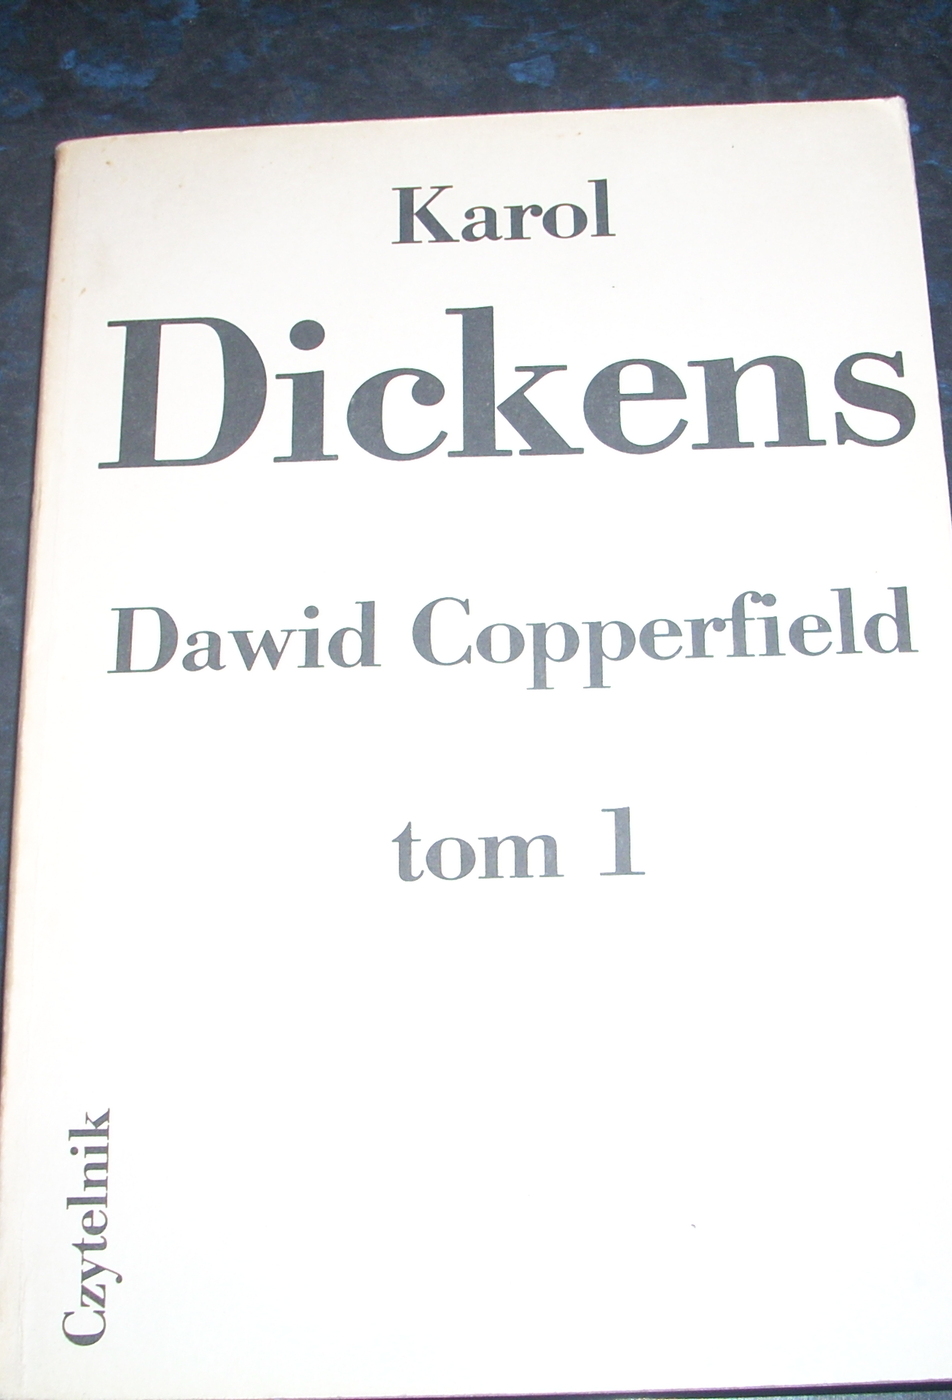 Karol
Dickens
Dawid Copperfield
tom 1
Czytelnik